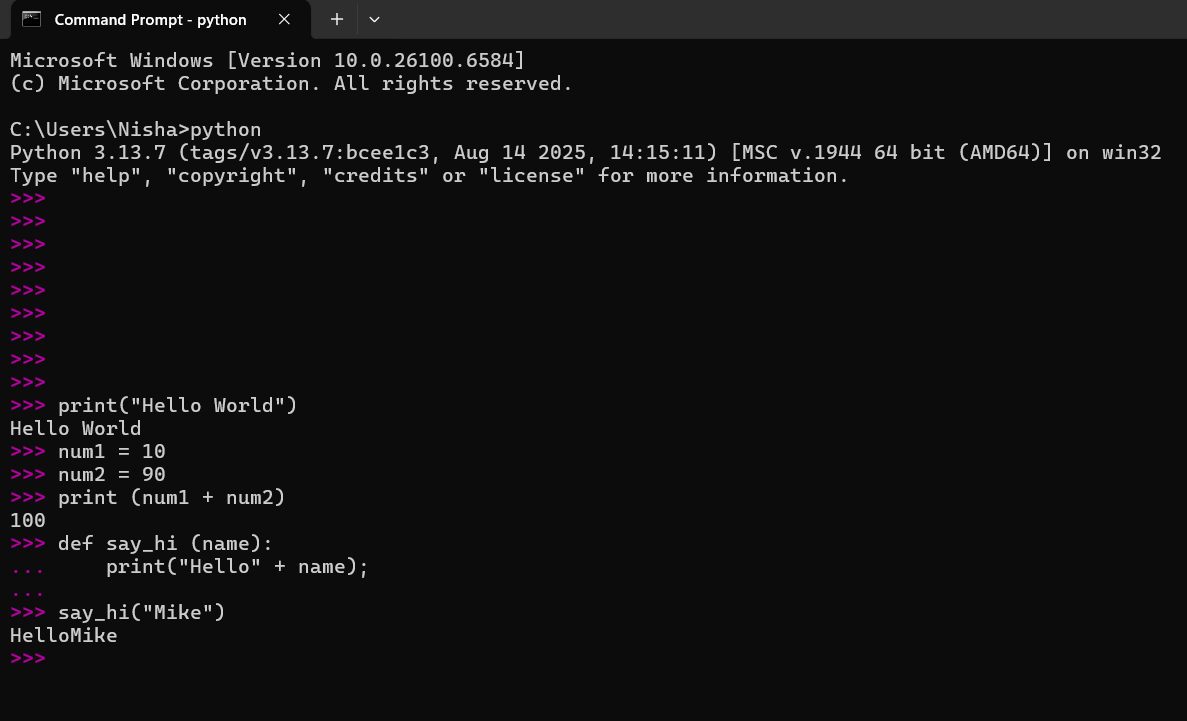 Command Prompt - python
Microsoft Windows [Version 10.0.26100.6584]
(c) Microsoft Corporation. All rights reserved.
C:\Users\Nisha>python
Python 3.13.7 (tags/v3.13.7:bcee1c3, Aug 14 2025, 14:15:11) [MSC v.1944 64 bit (AMD64)] on win32
Type "help", "copyright", "credits" or "license" for more information.
>>>
>>>
>>>
>>>
>>>
>>>
>>>
>>>
>>>
>>> print("Hello World")
Hello World
>>> num1 = 10
>>> num2 = 90
>>> print (num1 + num2)
100
>>> def say_hi (name):
...     print("Hello" + name);
...
>>> say_hi("Mike")
HelloMike
>>>